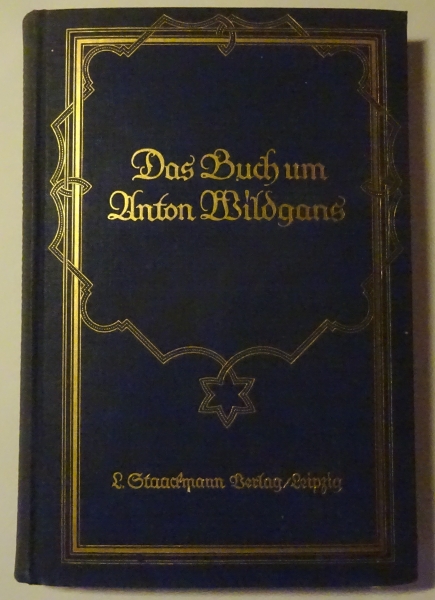 Das Buch um
Anton Wildgans
L. Staackmann Verlag/Leipzig